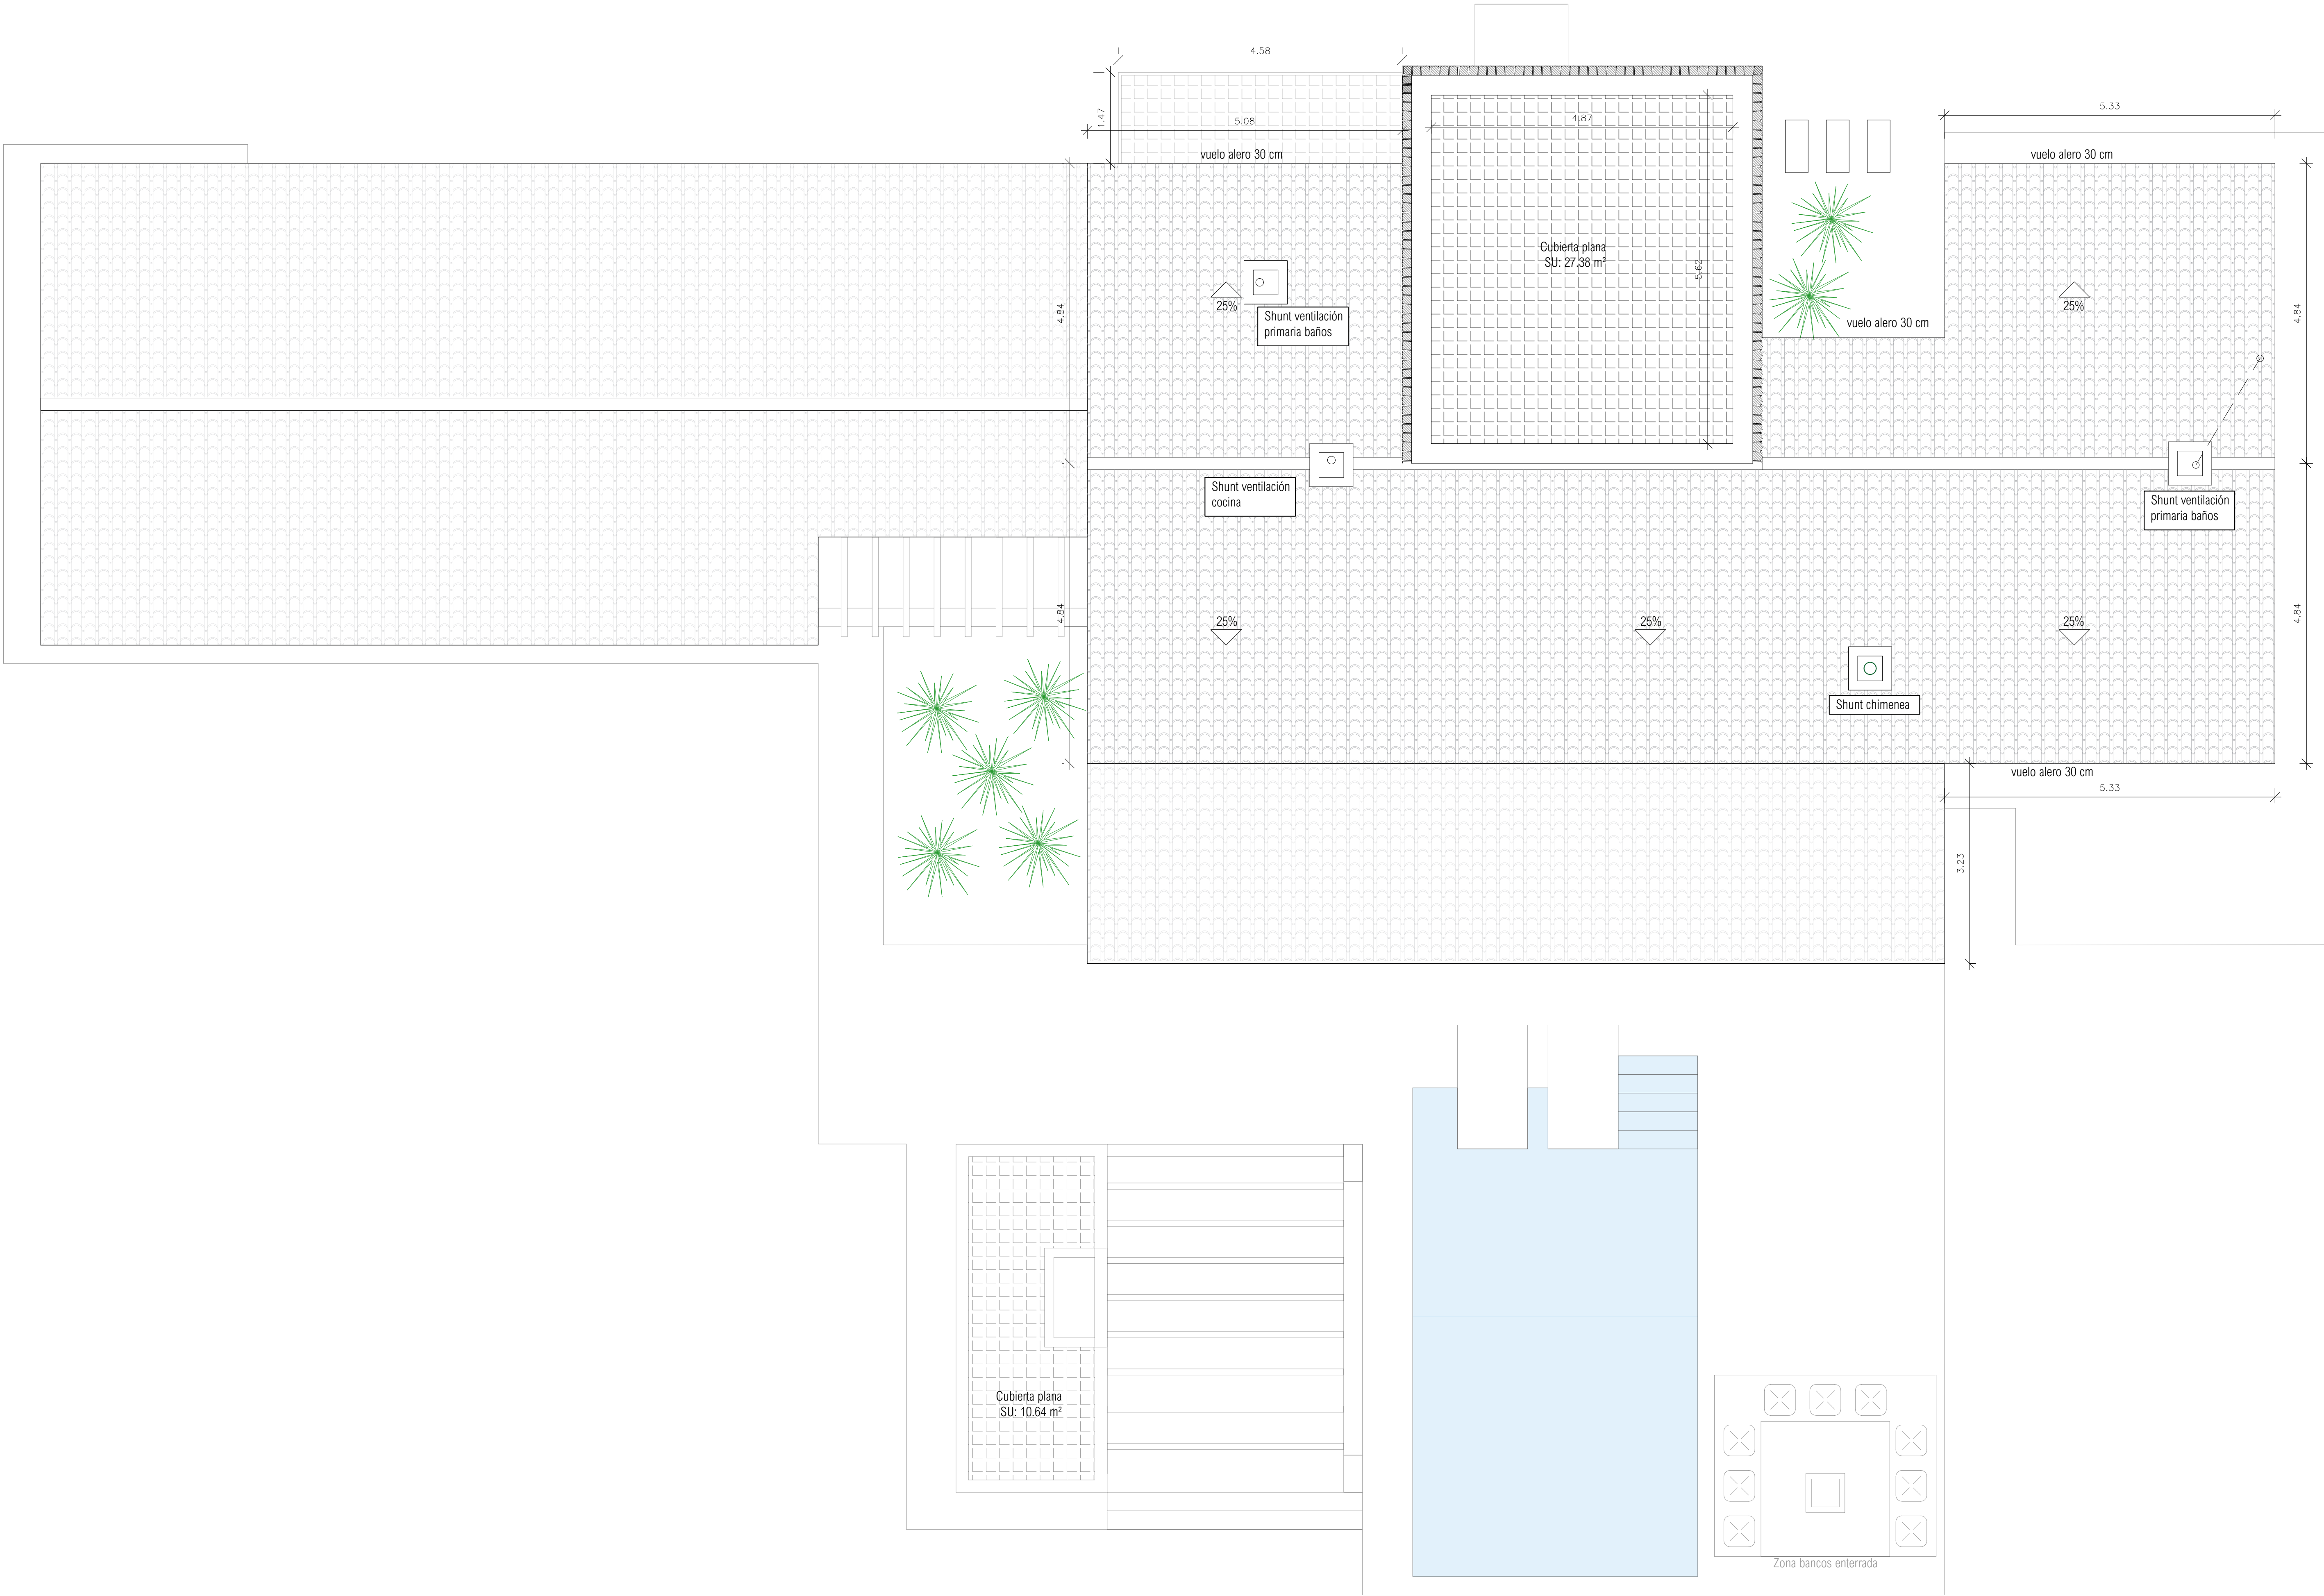 4.58
1.47
5.08
4.87
5.33
vuelo alero 30 cm
vuelo alero 30 cm
Cubierta plana
SU: 27.38 m²
5.62
25%
Shunt ventilación
primaria baños
4.84
vuelo alero 30 cm
25%
4.84
Shunt ventilación
cocina
Shunt ventilación
primaria baños
4.84
25%
25%
25%
4.84
Shunt chimenea
vuelo alero 30 cm
5.33
3.23
Cubierta plana
SU: 10.64 m²
Zona bancos enterrada